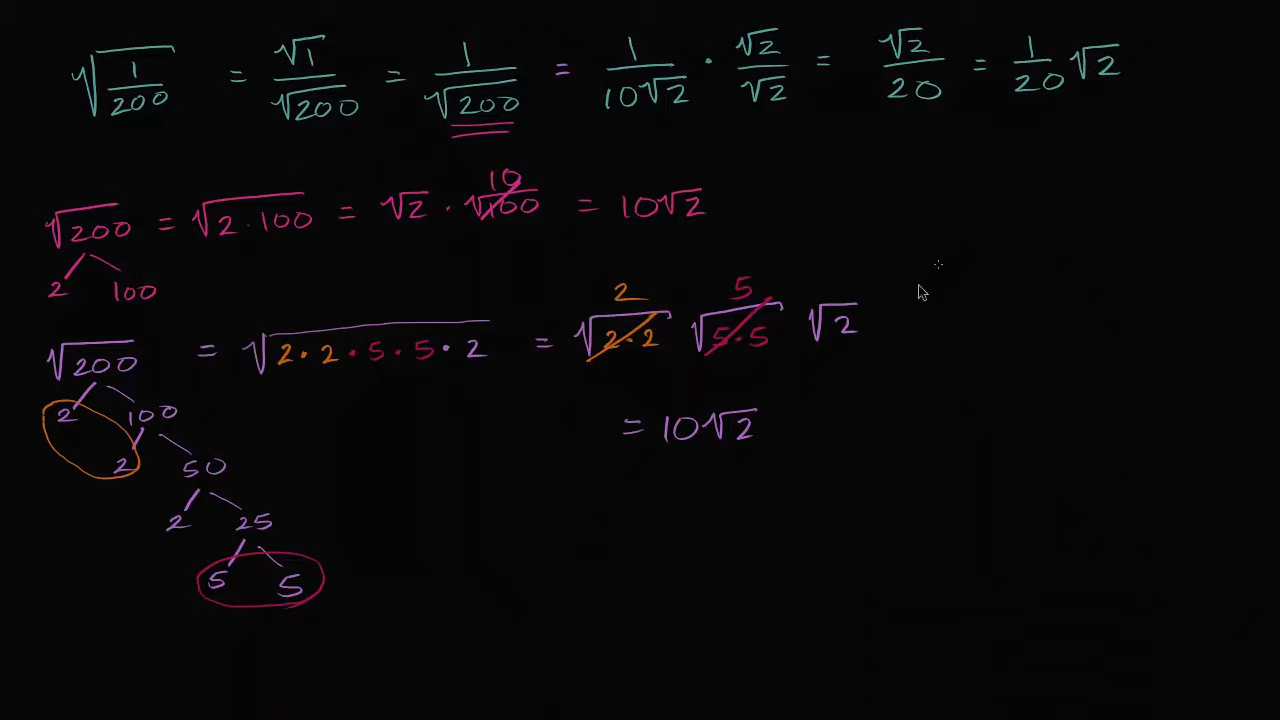 √(1/200) = √1/√200 = 1/√200 = 1/(10√2) · √2/√2 = √2/20 = 1/20 √2
√200 = √(2·100) = √2 · √100 10 = 10√2
2 100
√200 = √(2·2·5·5·2) = √(2·2) 2 √(5·5) 5 √2
2 100 = 10√2
2 50
2 25
5 5